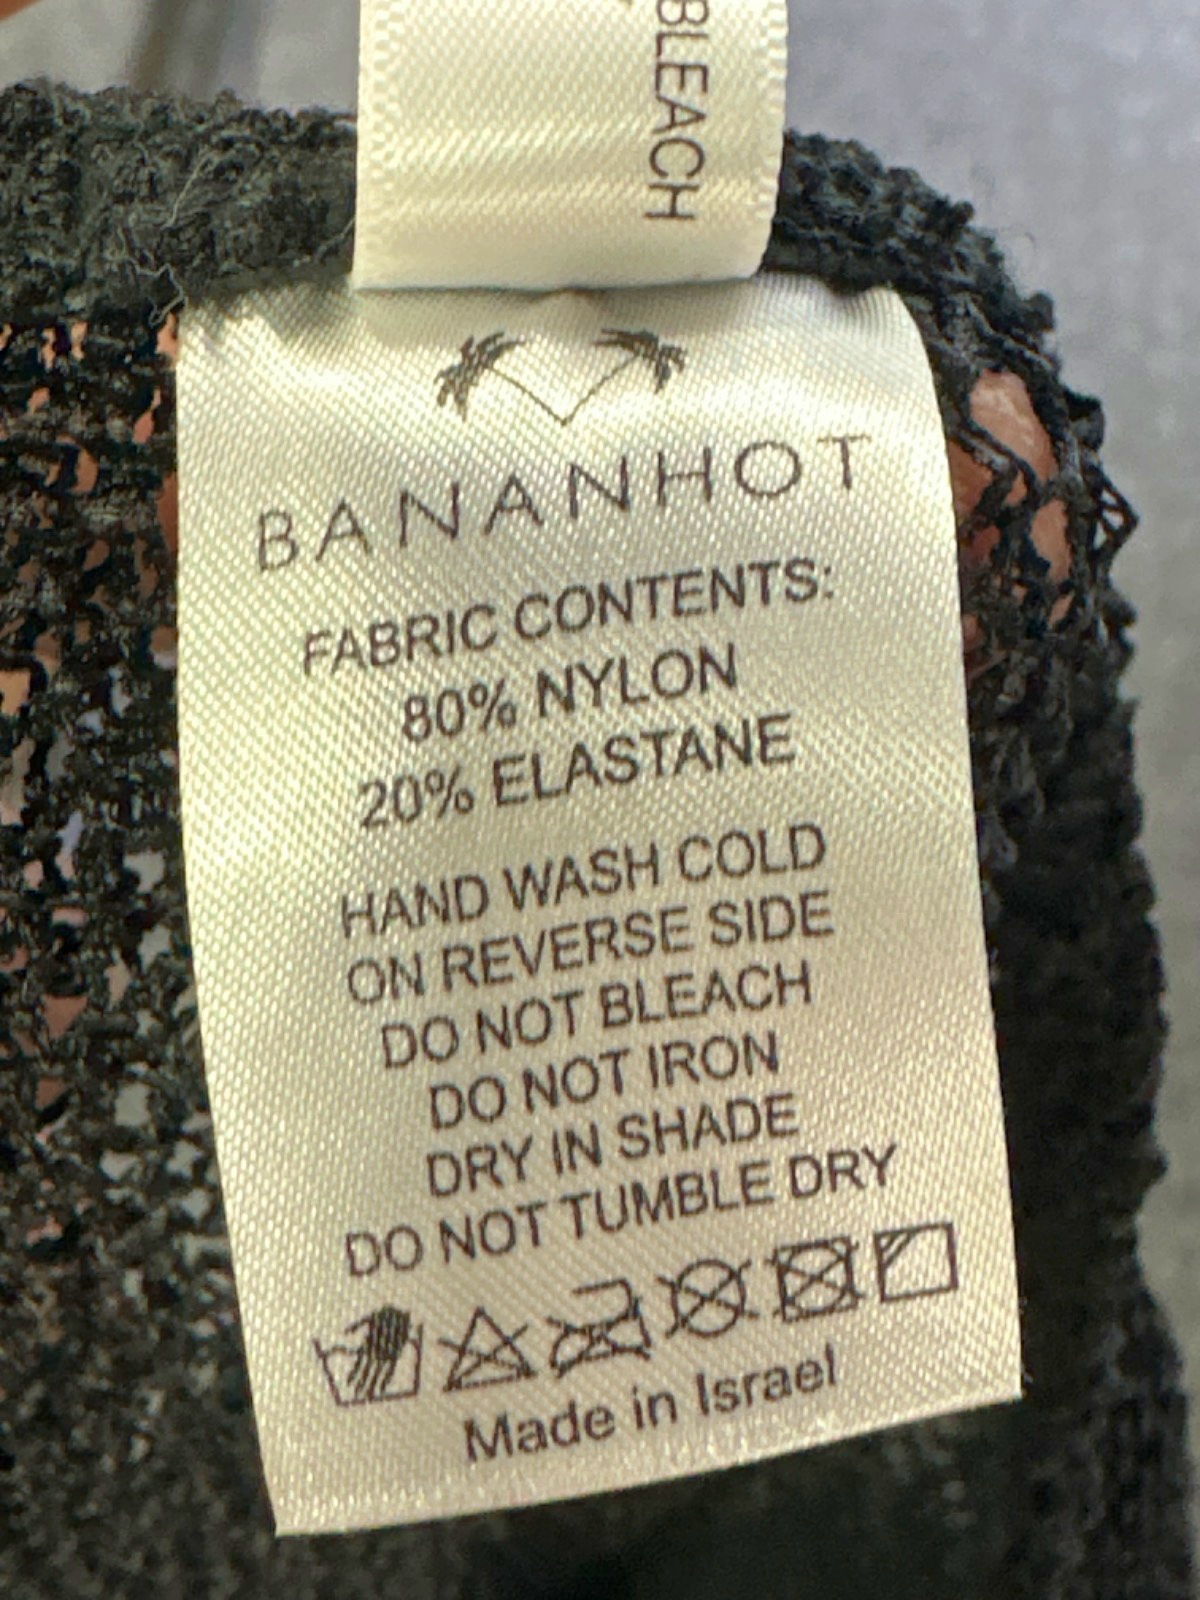 BLEACH
BANANHOT
FABRIC CONTENTS:
80% NYLON
20% ELASTANE
HAND WASH COLD
ON REVERSE SIDE
DO NOT BLEACH
DO NOT IRON
DRY IN SHADE
DO NOT TUMBLE DRY
Made in Israel